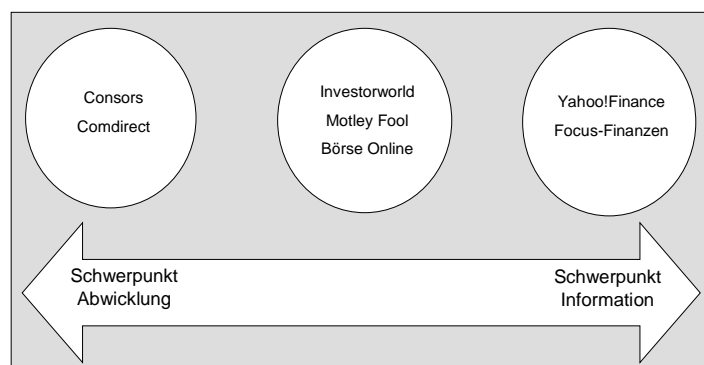 Consors
Comdirect
Investorworld
Motley Fool
Börse Online
Yahoo!Finance
Focus-Finanzen
Schwerpunkt
Abwicklung
Schwerpunkt
Information